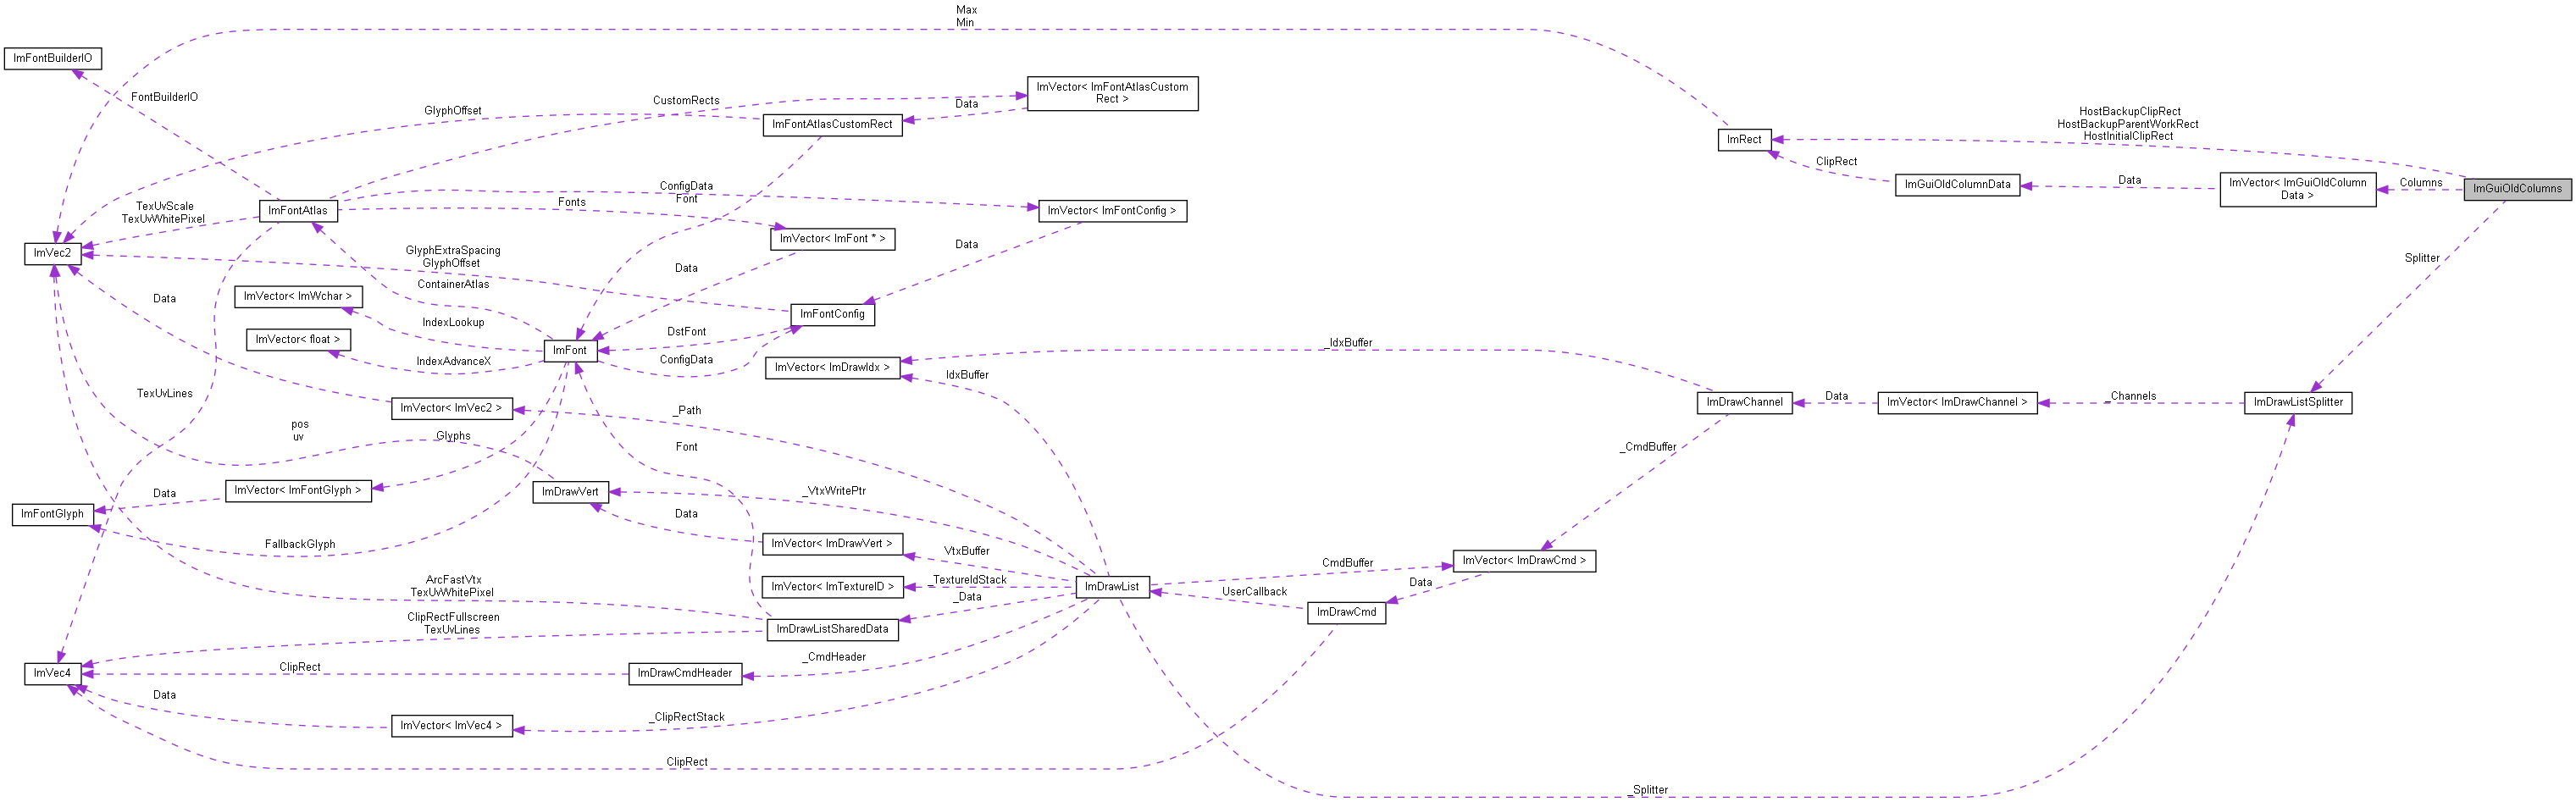 Max
Min
ImFontBuilderIO
FontBuilderIO
GlyphOffset
CustomRects
ImVector< ImFontAtlasCustom
Rect >
Data
ImFontAtlasCustomRect
HostBackupClipRect
HostBackupParentWorkRect
HostInitialClipRect
ImRect
ClipRect
ImGuiOldColumnData
Data
ImVector< ImGuiOldColumn
Data >
Columns
ImGuiOldColumns
ImFontAtlas
TexUvScale
TexUvWhitePixel
ConfigData
Font
Fonts
ImVector< ImFontConfig >
ImVector< ImFont * >
ImVec2
GlyphExtraSpacing
GlyphOffset
Data
Data
Splitter
ContainerAtlas
Data
ImVector< ImWchar >
IndexLookup
ImFontConfig
DstFont
ImVector< float >
IndexAdvanceX
ImFont
ConfigData
ImVector< ImDrawIdx >
_IdxBuffer
IdxBuffer
TexUvLines
ImVector< ImVec2 >
_Path
ImDrawChannel
Data
ImVector< ImDrawChannel >
_Channels
ImDrawListSplitter
pos
uv
Glyphs
Font
_CmdBuffer
Data
ImVector< ImFontGlyph >
ImDrawVert
_VtxWritePtr
ImFontGlyph
Data
FallbackGlyph
ImVector< ImDrawVert >
VtxBuffer
CmdBuffer
ImVector< ImDrawCmd >
ArcFastVtx
TexUvWhitePixel
ImVector< ImTextureID >
_TextureIdStack
_Data
ImDrawList
UserCallback
Data
ImDrawCmd
ClipRectFullscreen
TexUvLines
ImDrawListSharedData
ImVec4
ClipRect
ImDrawCmdHeader
_CmdHeader
Data
ImVector< ImVec4 >
_ClipRectStack
ClipRect
_Splitter